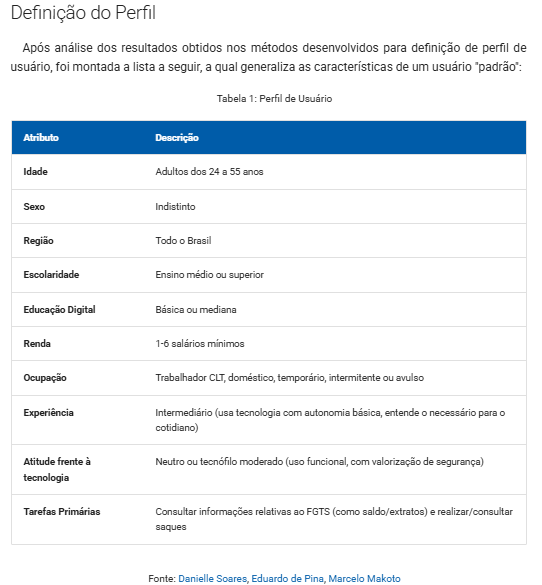 Definição do Perfil
Após análise dos resultados obtidos nos métodos desenvolvidos para definição de perfil de
usuário, foi montada a lista a seguir, a qual generaliza as características de um usuário "padrão":
Tabela 1: Perfil de Usuário
Atributo Descrição
Idade Adultos dos 24 a 55 anos
Sexo Indistinto
Região Todo o Brasil
Escolaridade Ensino médio ou superior
Educação Digital Básica ou mediana
Renda 1-6 salários mínimos
Ocupação Trabalhador CLT, doméstico, temporário, intermitente ou avulso
Experiência Intermediário (usa tecnologia com autonomia básica, entende o necessário para o
cotidiano)
Atitude frente à Neutro ou tecnófilo moderado (uso funcional, com valorização de segurança)
tecnologia
Tarefas Primárias Consultar informações relativas ao FGTS (como saldo/extratos) e realizar/consultar
saques
Fonte: Danielle Soares, Eduardo de Pina, Marcelo Makoto